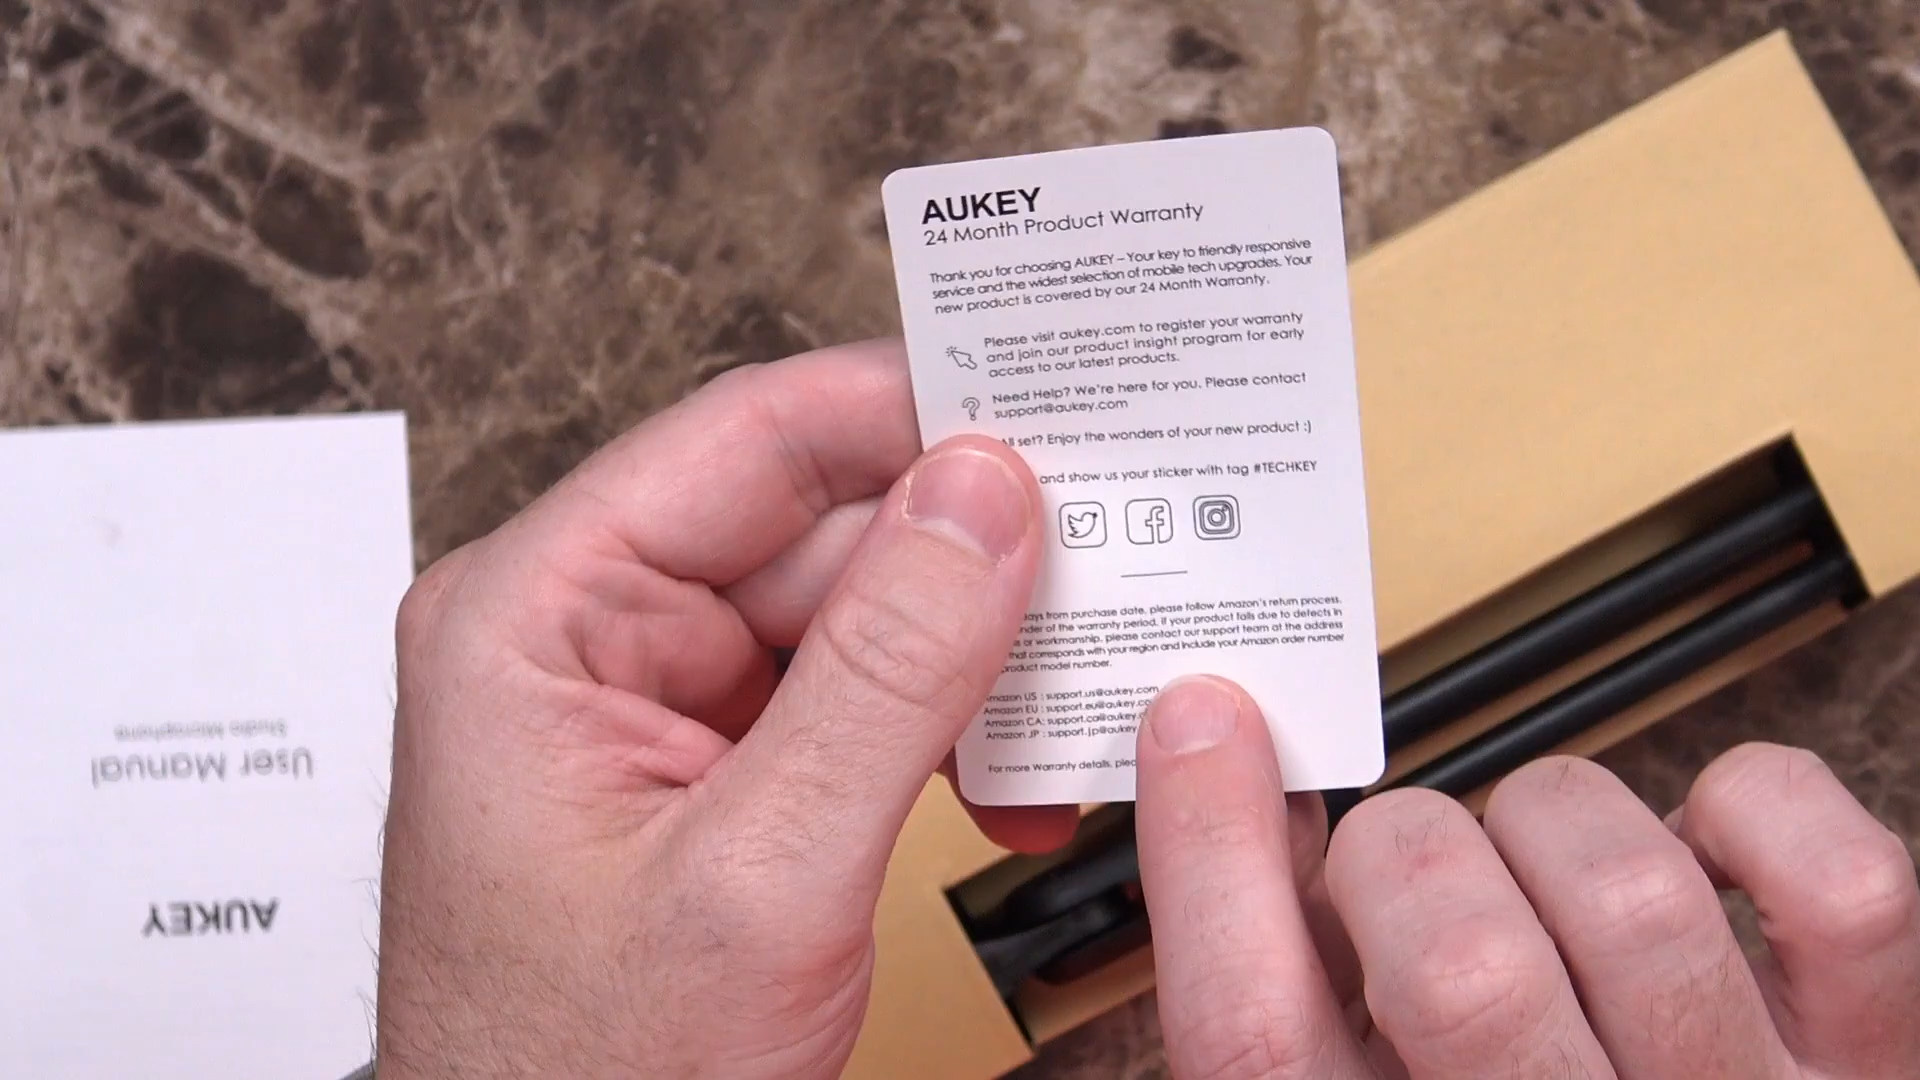 AUKEY
24 Month Product Warranty
Thank you for choosing AUKEY – Your key to friendly responsive
service and the widest selection of mobile tech upgrades. Your
new product is covered by our 24 Month Warranty.
Please visit aukey.com to register your warranty
and join our product insight program for early
access to our latest products.
Need Help? We're here for you. Please contact
support@aukey.com
All set? Enjoy the wonders of your new product :)
and show us your sticker with tag #TECHKEY
days from purchase date, please follow Amazon's return process.
of the warranty period, if your product fails due to defects in
or workmanship, please contact our support team at the address
that corresponds with your region and include your Amazon order number
product model number.
Amazon US : support.us@aukey.com
Amazon EU : support.eu@aukey.co
Amazon CA: support.ca@aukey.
Amazon JP : support.jp@aukey
For more Warranty details,
AUKEY
User Manual
Studio Microphone